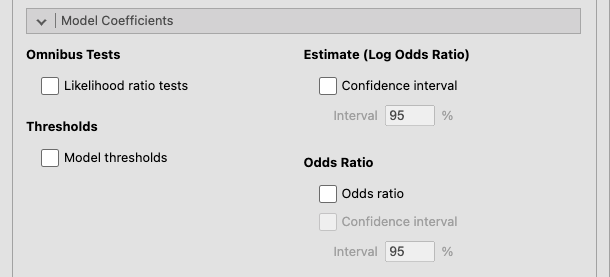 Model Coefficients
Omnibus Tests
Likelihood ratio tests
Thresholds
Model thresholds
Estimate (Log Odds Ratio)
Confidence interval
Interval 95 %
Odds Ratio
Odds ratio
Confidence interval
Interval 95 %